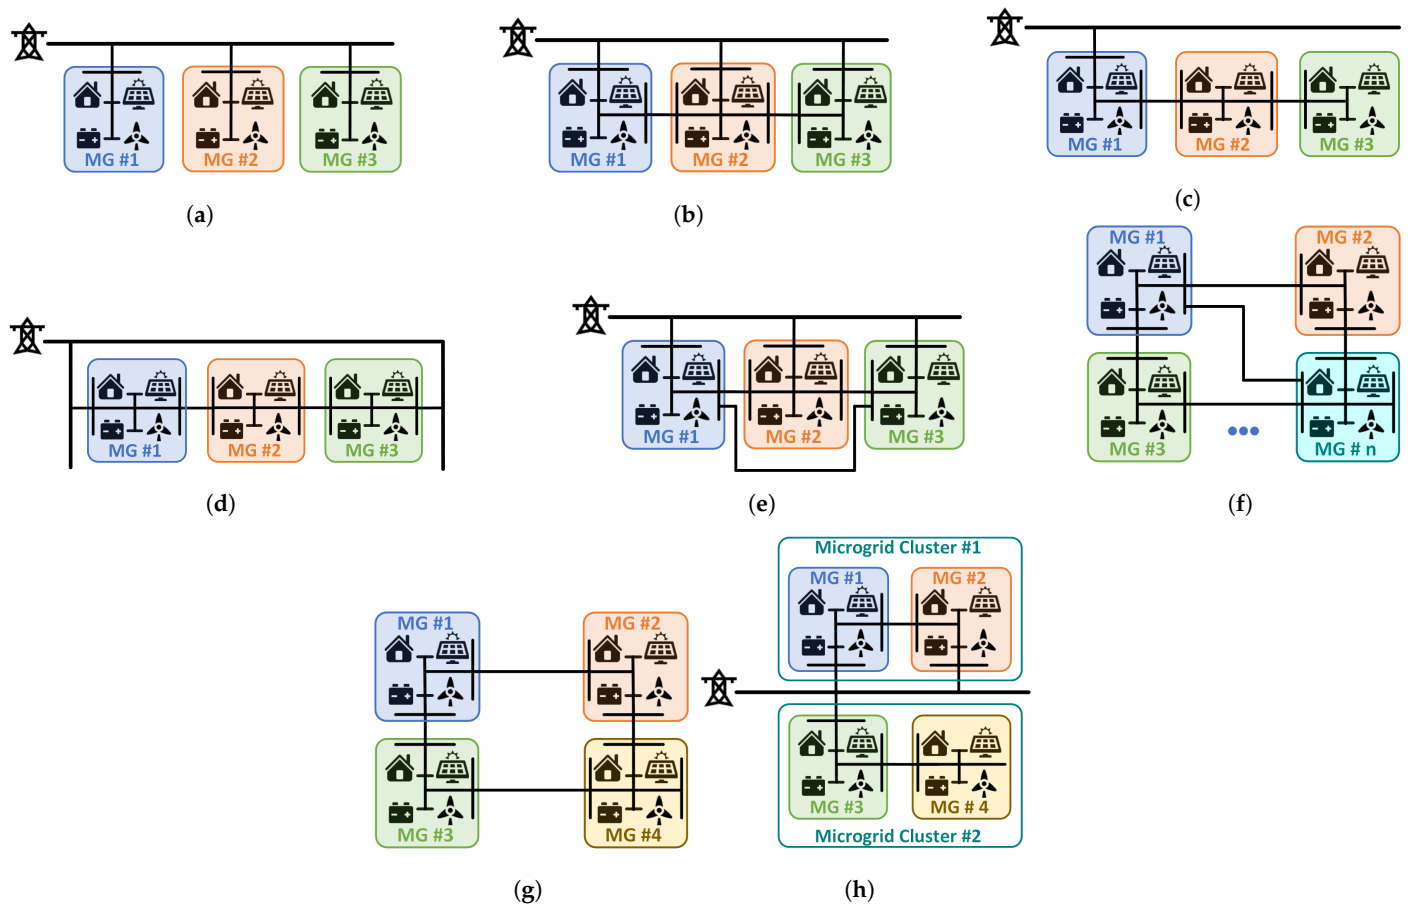 MG #1 MG #2 MG #3
(a)
MG #1 MG #2 MG #3
(b)
MG #1 MG #2 MG #3
(c)
MG #1 MG #2 MG #3
(d)
MG #1 MG #2 MG #3
(e)
MG #1 MG #2
MG #3 MG # n
(f)
MG #1 MG #2
MG #3 MG #4
(g)
Microgrid Cluster #1
MG #1 MG #2
MG #3 MG # 4
Microgrid Cluster #2
(h)